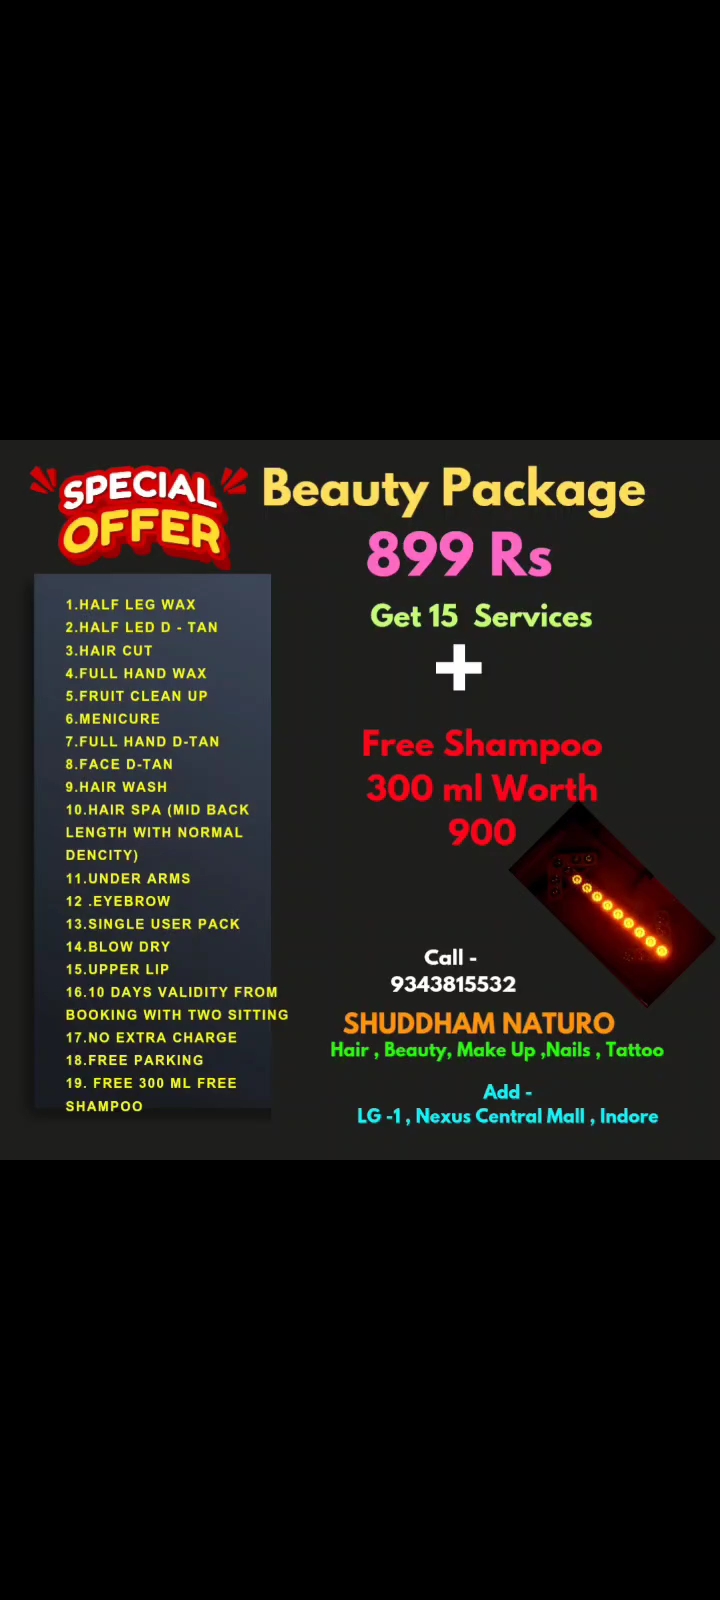 SPECIAL
OFFER
Beauty Package
899 Rs
Get 15 Services
+
Free Shampoo
300 ml Worth
900
1.HALF LEG WAX
2.HALF LED D - TAN
3.HAIR CUT
4.FULL HAND WAX
5.FRUIT CLEAN UP
6.MENICURE
7.FULL HAND D-TAN
8.FACE D-TAN
9.HAIR WASH
10.HAIR SPA (MID BACK
LENGTH WITH NORMAL
DENCITY)
11.UNDER ARMS
12 .EYEBROW
13.SINGLE USER PACK
14.BLOW DRY
15.UPPER LIP
16.10 DAYS VALIDITY FROM
BOOKING WITH TWO SITTING
17.NO EXTRA CHARGE
18.FREE PARKING
19. FREE 300 ML FREE
SHAMPOO
Call -
9343815532
SHUDDHAM NATURO
Hair , Beauty, Make Up ,Nails , Tattoo
Add -
LG -1 , Nexus Central Mall , Indore